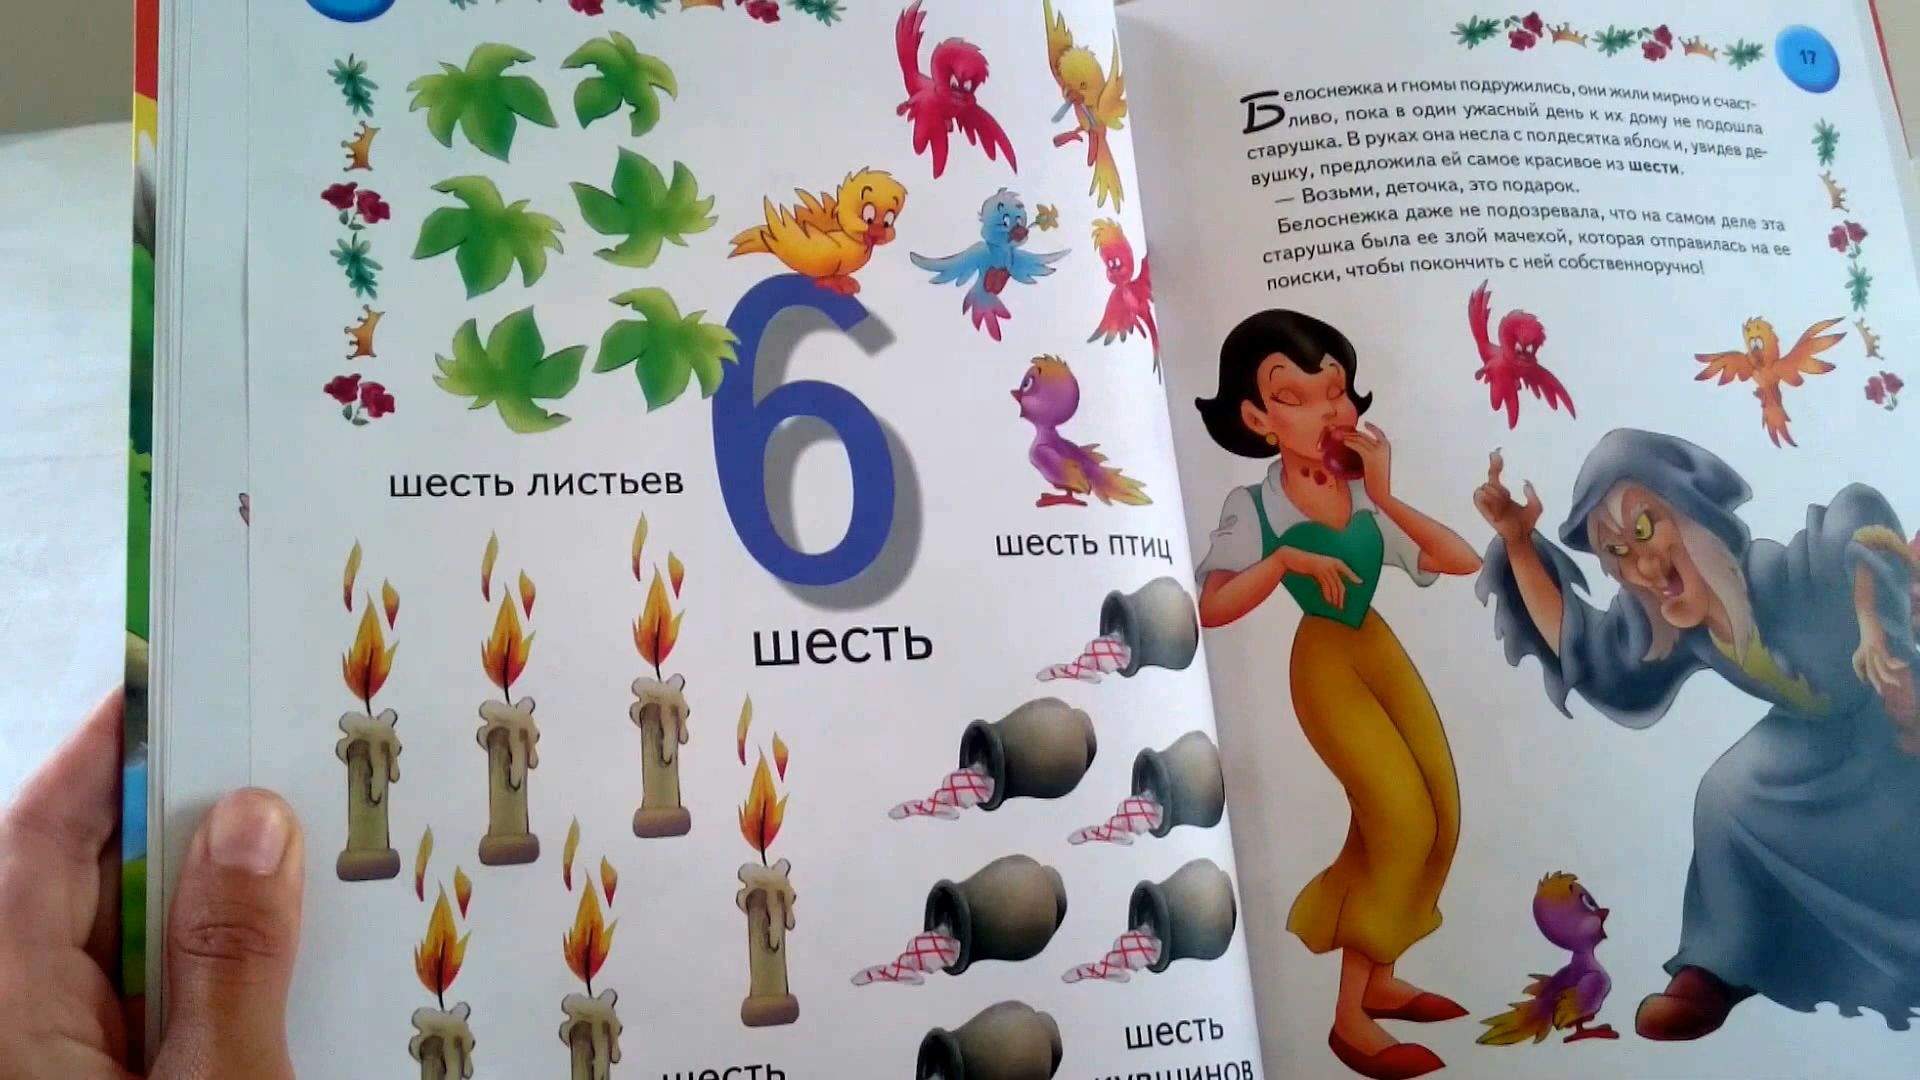 шесть листьев
6
шесть
шесть птиц
шесть
шесть
кувшинов
17
Белоснежка и гномы подружились, они жили мирно и счаст-
ливо, пока в один ужасный день к их дому не подошла
старушка. В руках она несла с полдесятка яблок и, увидев де-
вушку, предложила ей самое красивое из шести.
— Возьми, деточка, это подарок.
Белоснежка даже не подозревала, что на самом деле эта
старушка была ее злой мачехой, которая отправилась на ее
поиски, чтобы покончить с ней собственноручно!